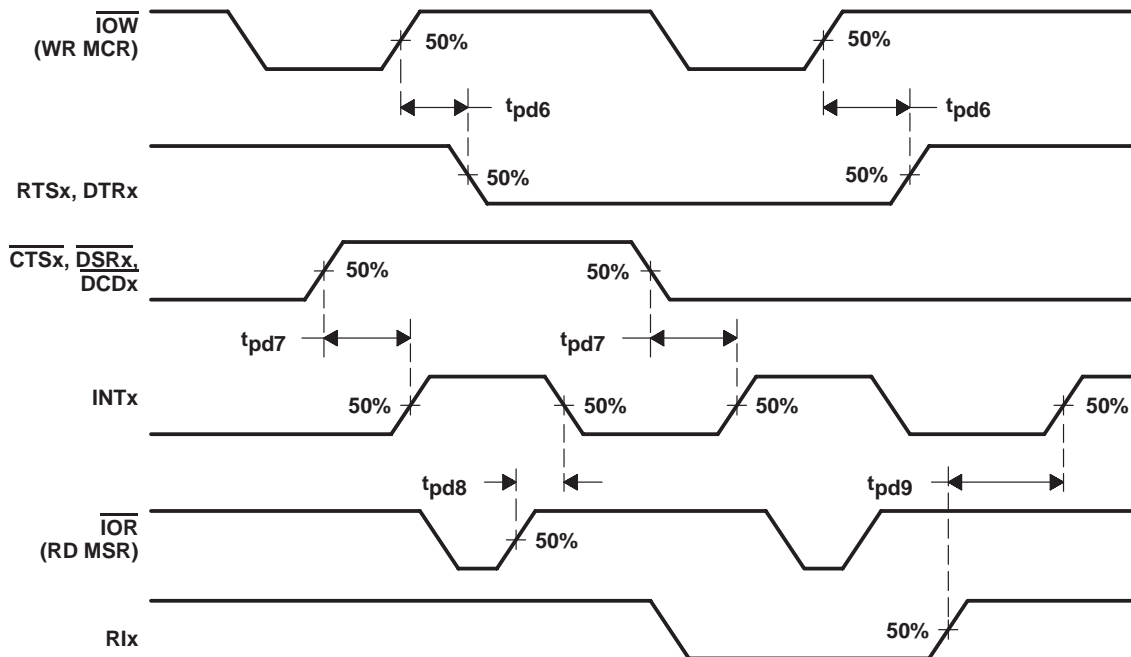 IOW
(WR MCR)
50%
50%
tpd6
tpd6
RTSx, DTRx
50%
50%
CTSx, DSRx,
DCDx
50%
50%
tpd7
tpd7
INTx
50%
50%
50%
50%
tpd8
tpd9
IOR
(RD MSR)
50%
RIx
50%